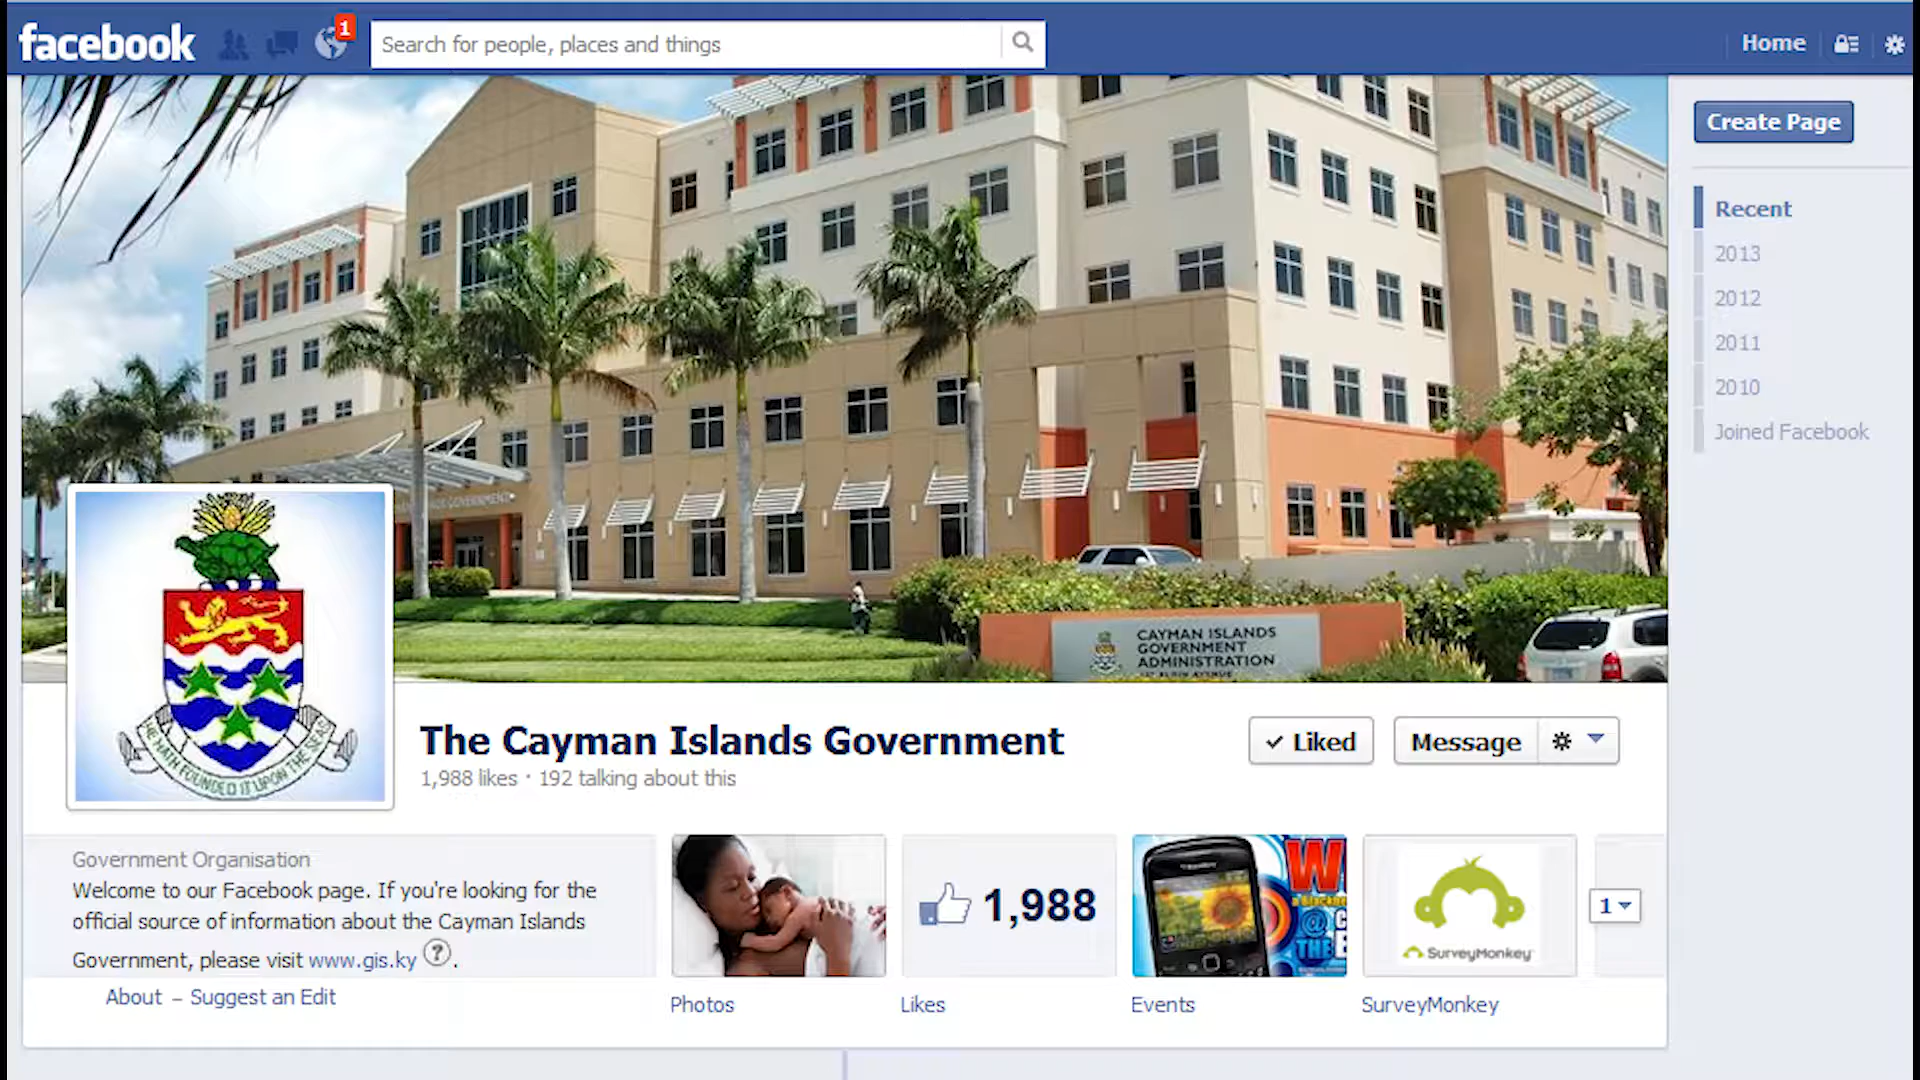 facebook
1
Search for people, places and things
Home
Create Page
Recent
2013
2012
2011
2010
Joined Facebook
CAYMAN ISLANDS
GOVERNMENT
ADMINISTRATION
HE HATH FOUNDED IT UPON THE SEAS
The Cayman Islands Government
1,988 likes · 192 talking about this
✓ Liked
Message
Government Organisation
Welcome to our Facebook page. If you're looking for the
official source of information about the Cayman Islands
Government, please visit www.gis.ky ?.
About – Suggest an Edit
1,988
W
@
THE
SurveyMonkey
1
Photos
Likes
Events
SurveyMonkey